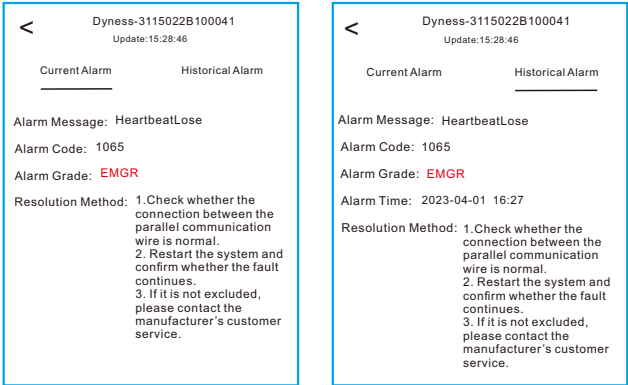 <
Dyness-3115022B100041
Update:15:28:46
Current Alarm Historical Alarm
Alarm Message: HeartbeatLose
Alarm Code: 1065
Alarm Grade: EMGR
Resolution Method: 1.Check whether the
connection between the
parallel communication
wire is normal.
2. Restart the system and
confirm whether the fault
continues.
3. If it is not excluded,
please contact the
manufacturer's customer
service.
<
Dyness-3115022B100041
Update:15:28:46
Current Alarm Historical Alarm
Alarm Message: HeartbeatLose
Alarm Code: 1065
Alarm Grade: EMGR
Alarm Time: 2023-04-01 16:27
Resolution Method: 1.Check whether the
connection between the
parallel communication
wire is normal.
2. Restart the system and
confirm whether the fault
continues.
3. If it is not excluded,
please contact the
manufacturer's customer
service.